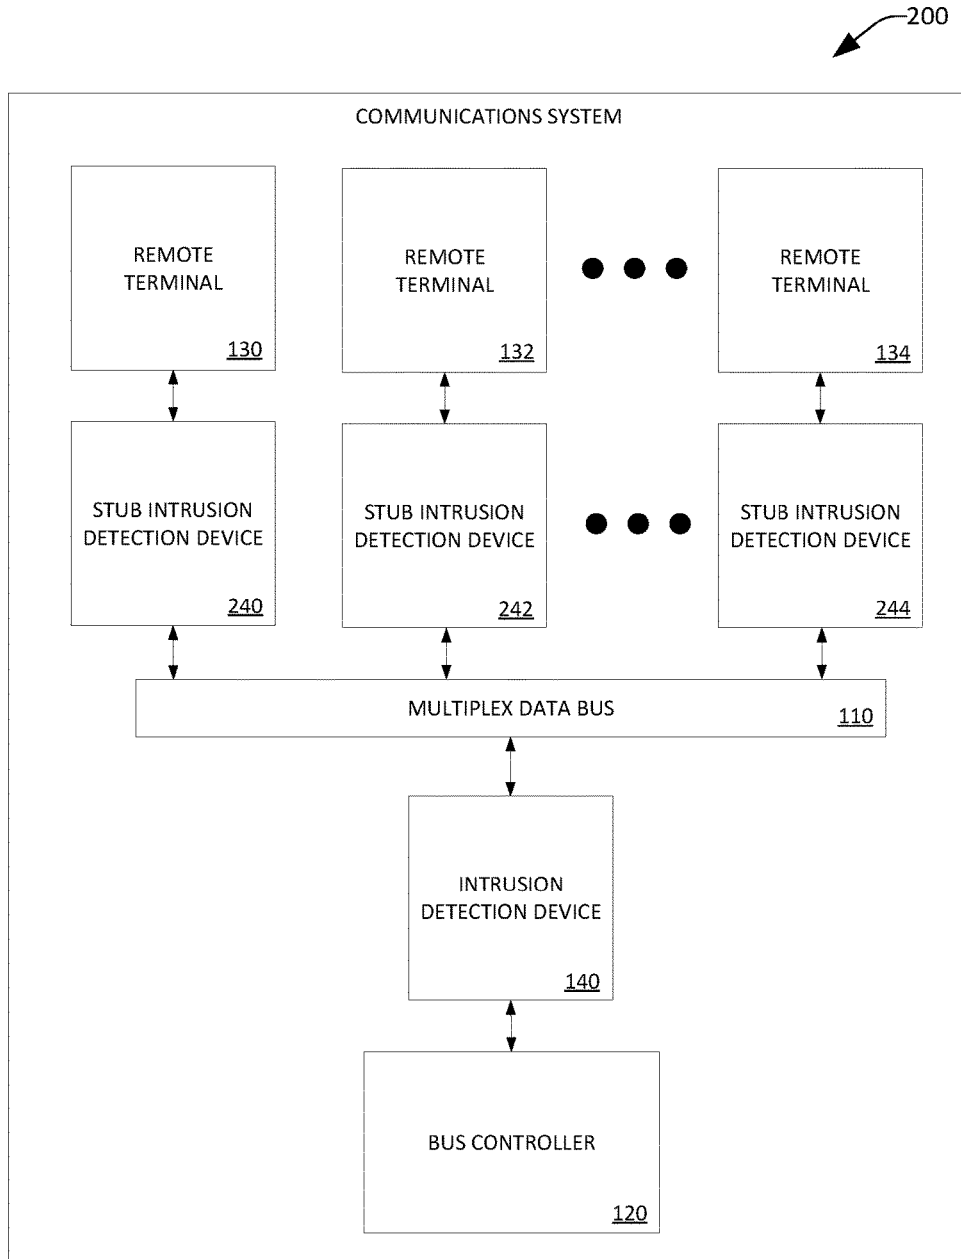 200
COMMUNICATIONS SYSTEM
REMOTE
TERMINAL
130
REMOTE
TERMINAL
132
REMOTE
TERMINAL
134
STUB INTRUSION
DETECTION DEVICE
240
STUB INTRUSION
DETECTION DEVICE
242
STUB INTRUSION
DETECTION DEVICE
244
MULTIPLEX DATA BUS
110
INTRUSION
DETECTION DEVICE
140
BUS CONTROLLER
120